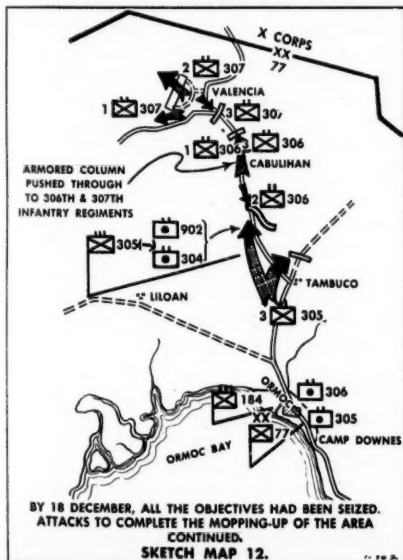 X CORPS
XX
77
2 307
VALENCIA
1 307
3 307
1 306
3 306
CABULIHAN
ARMORED COLUMN
PUSHED THROUGH
TO 306TH & 307TH
INFANTRY REGIMENTS
2 306
902
305(-)
304
TAMBUCO
LILOAN
3 305
306
ORMOC
184
305
XX
77
CAMP DOWNES
ORMOC BAY
BY 18 DECEMBER, ALL THE OBJECTIVES HAD BEEN SEIZED.
ATTACKS TO COMPLETE THE MOPPING-UP OF THE AREA
CONTINUED.
SKETCH MAP 12.